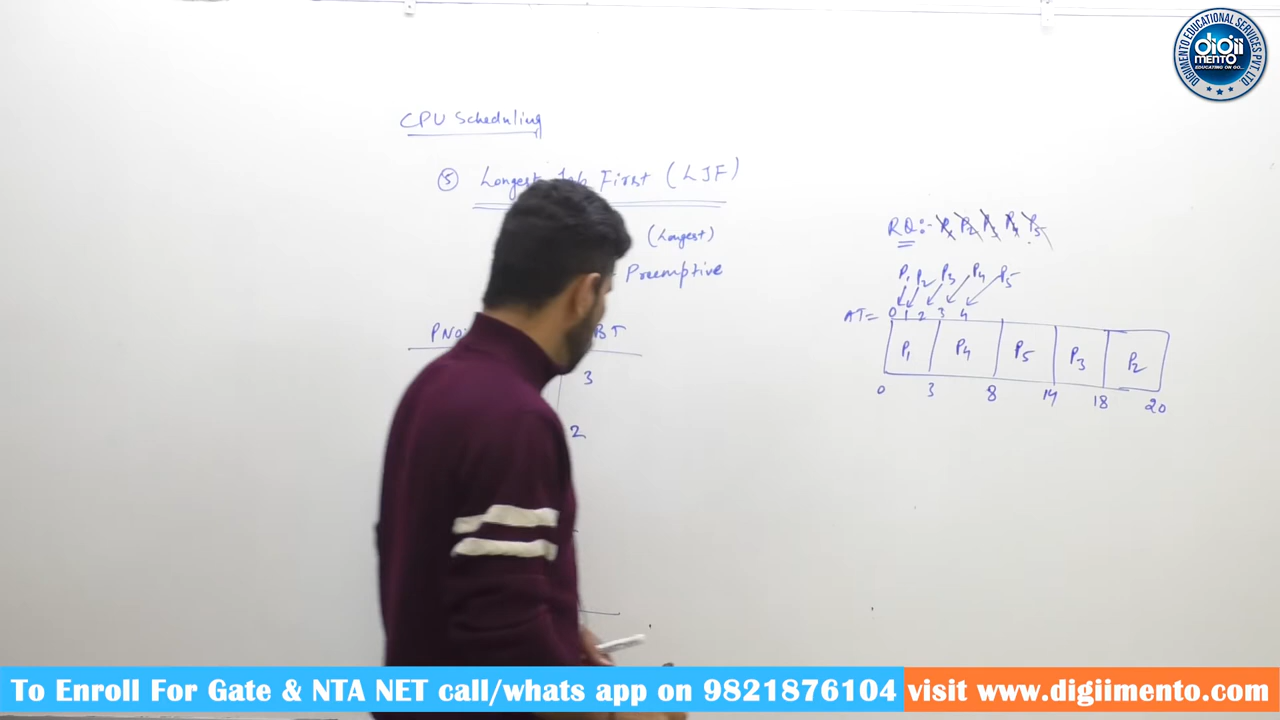 DIGIIMENTO EDUCATIONAL SERVICES PVT. LTD
digii
MENTO
EDUCATING ON GO...
CPU Scheduling
5 Longest Job First (LJF)
(Longest)
Preemptive
PNo. BT
3
2
RQ:- P1 P2 P3 P4 P5
P1 P2 P3 P4 P5
AT= 0 1 2 3 4
P1 P4 P5 P3 P2
0 3 8 14 18 20
To Enroll For Gate & NTA NET call/whats app on 9821876104 visit www.digiimento.com